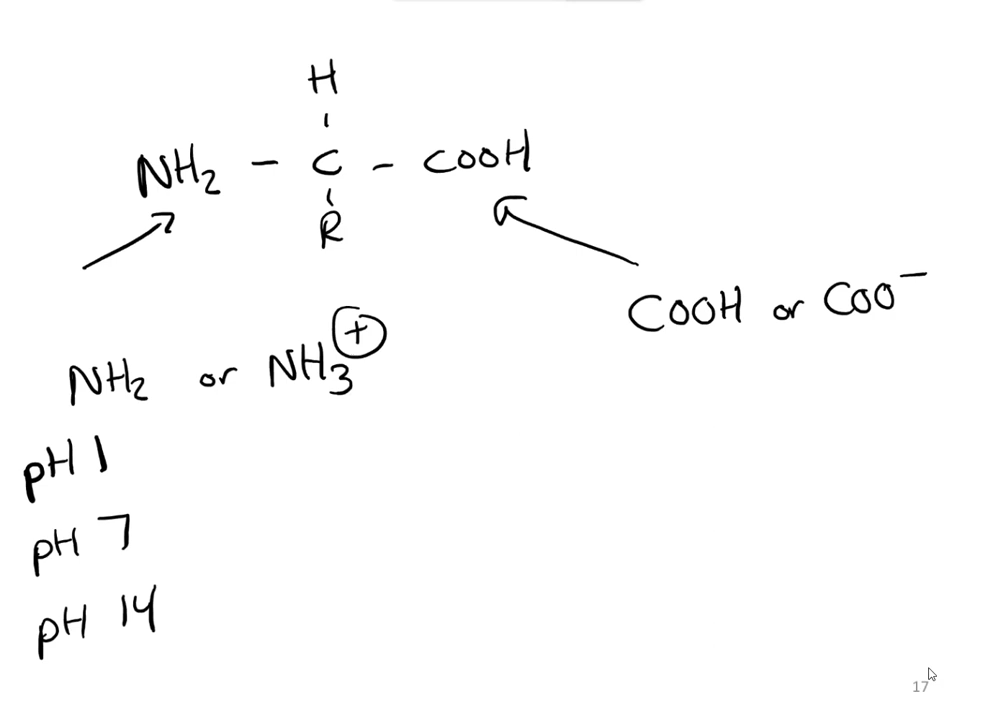 H
NH₂ - C - COOH
R
COOH or COO⁻
NH₂ or NH₃⁺
pH 1
pH 7
pH 14
17